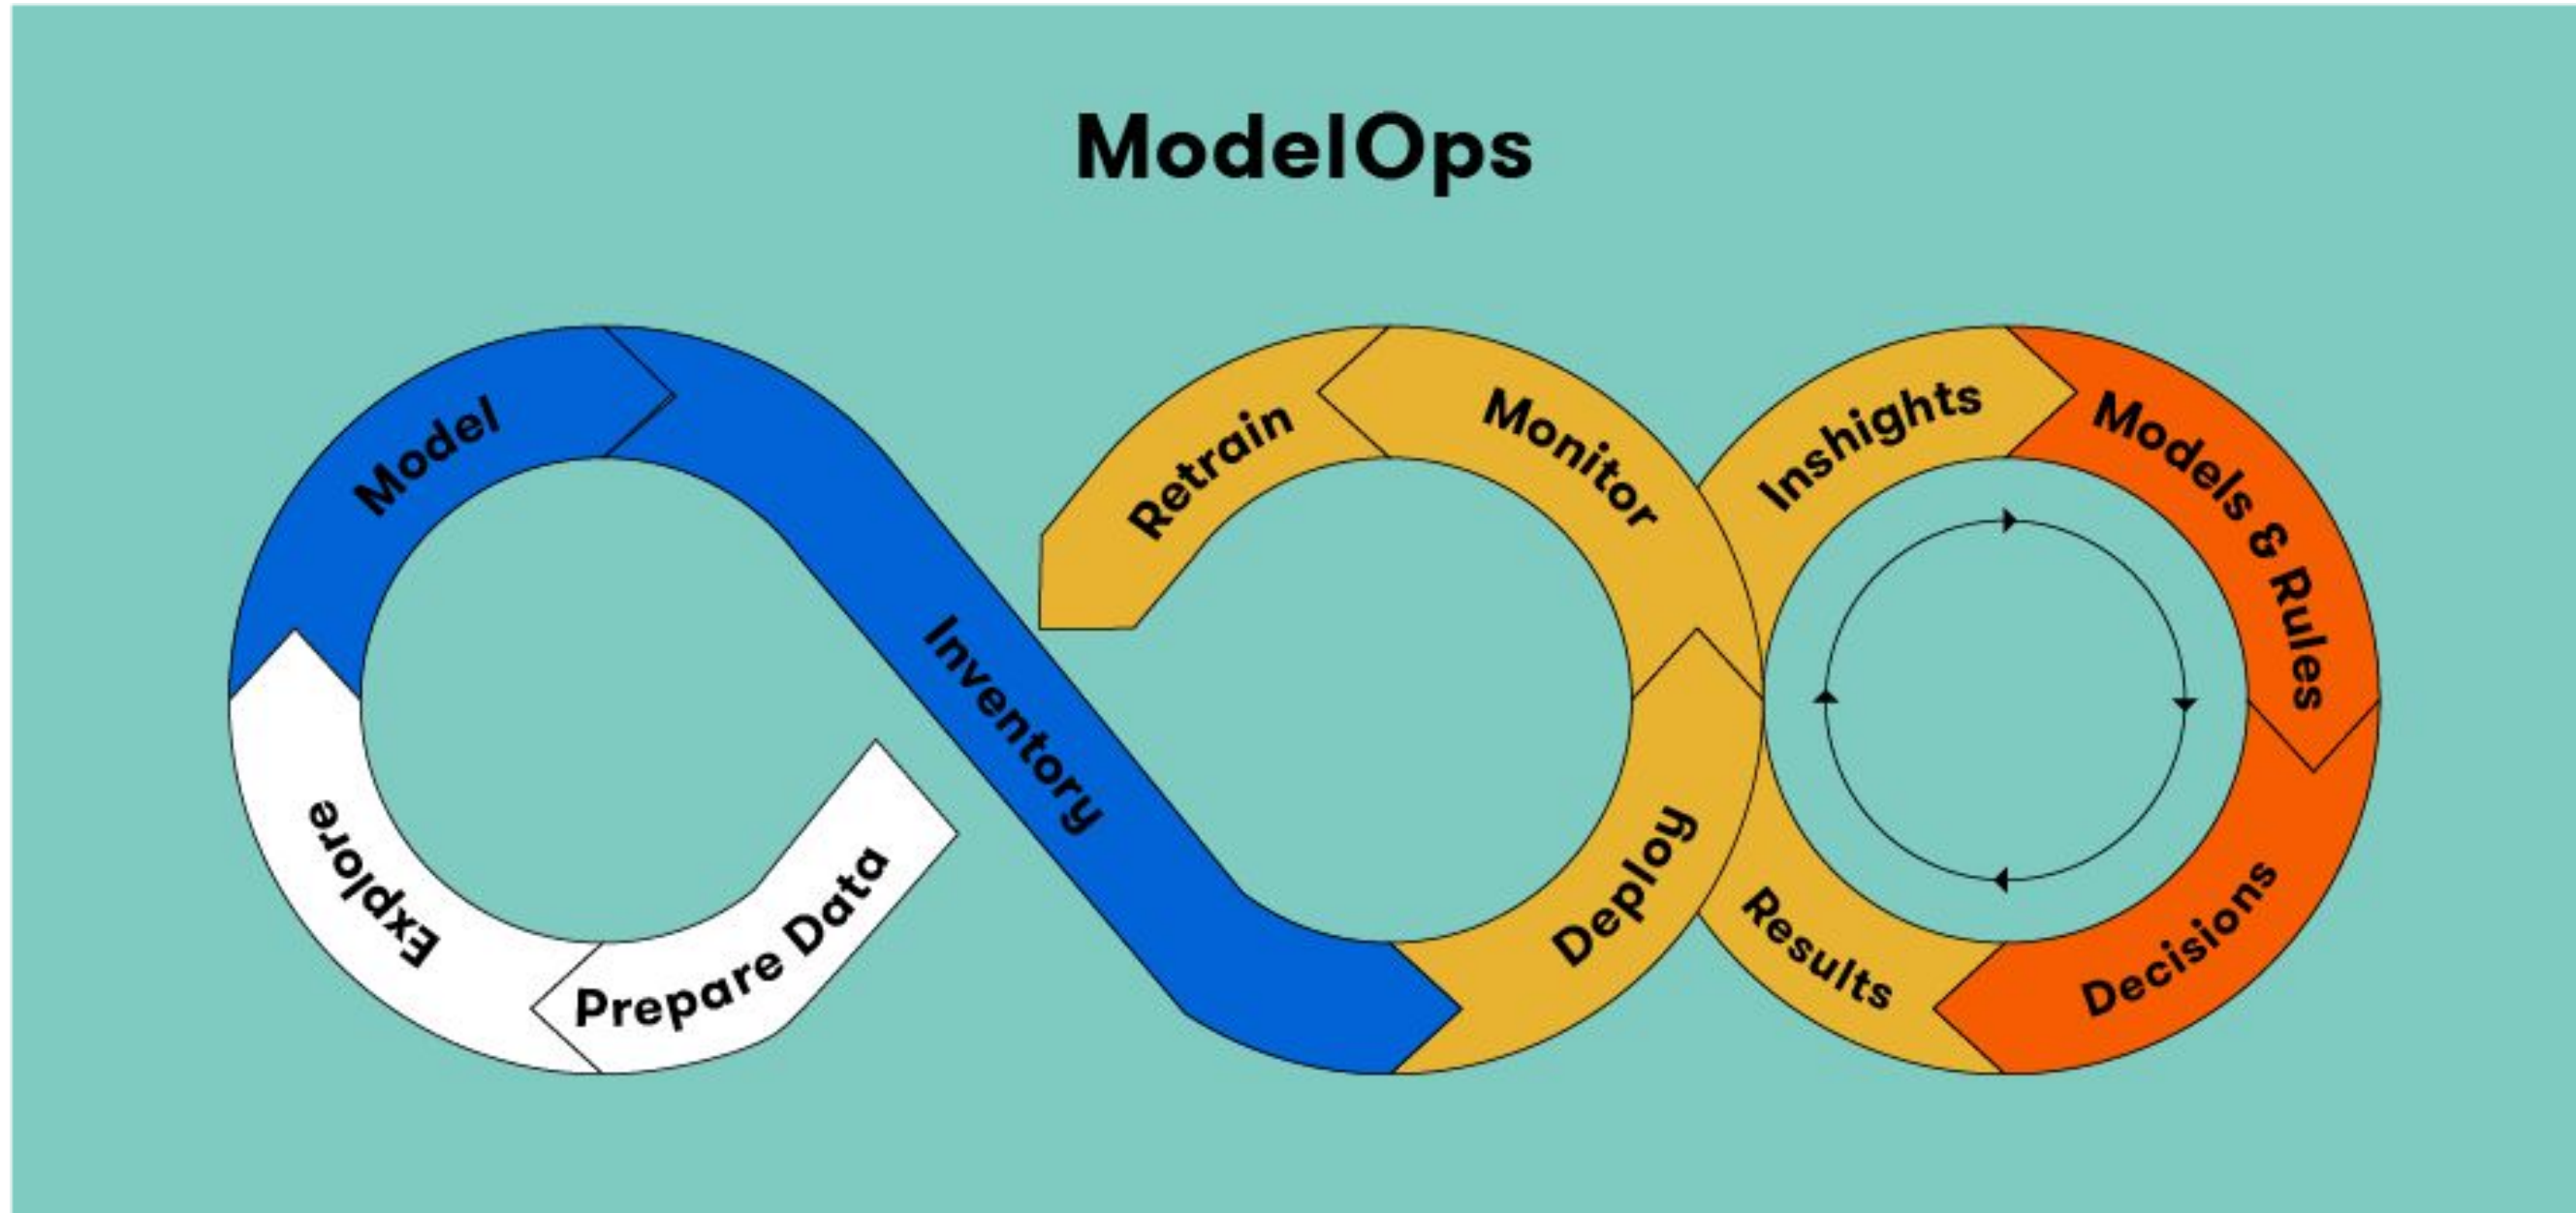 ModelOps
Model
Inventory
Explore
Prepare Data
Retrain
Monitor
Deploy
Inshights
Models & Rules
Decisions
Results